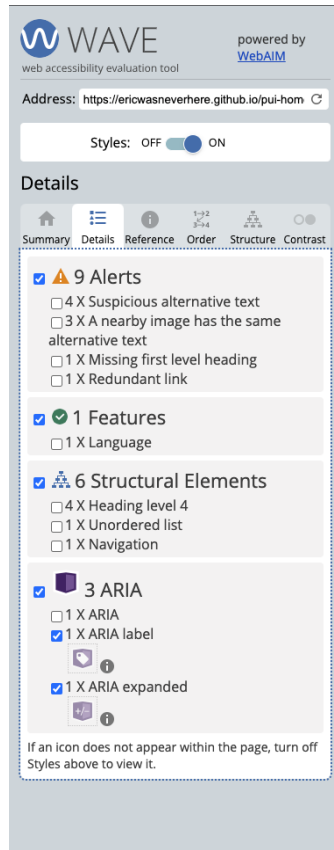 WAVE
web accessibility evaluation tool
powered by
WebAIM
Address: https://ericwasneverhere.github.io/pui-hom
Styles: OFF ON
Details
Summary Details Reference Order Structure Contrast
9 Alerts
4 X Suspicious alternative text
3 X A nearby image has the same
alternative text
1 X Missing first level heading
1 X Redundant link
1 Features
1 X Language
6 Structural Elements
4 X Heading level 4
1 X Unordered list
1 X Navigation
3 ARIA
1 X ARIA
1 X ARIA label
1 X ARIA expanded
+/-
If an icon does not appear within the page, turn off
Styles above to view it.